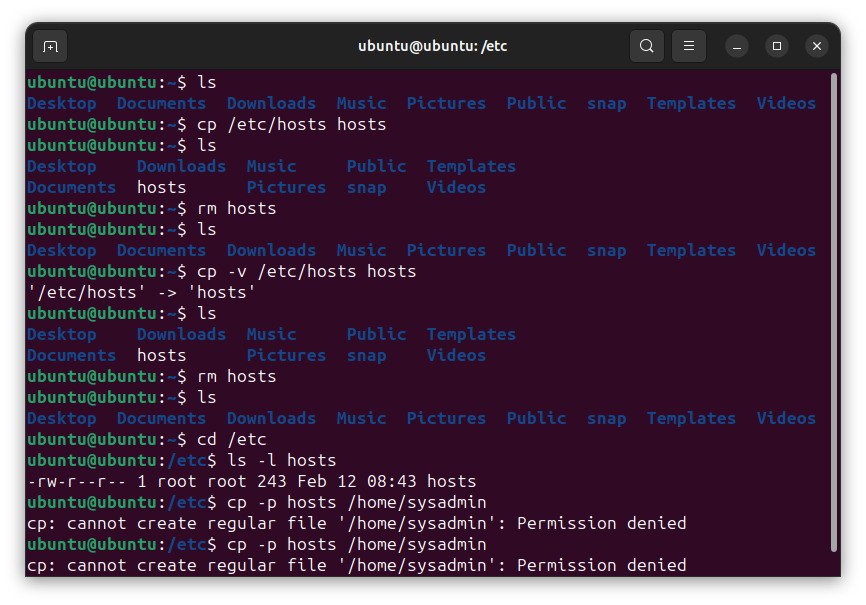 ubuntu@ubuntu: /etc
ubuntu@ubuntu:~$ ls
Desktop  Documents  Downloads  Music  Pictures  Public  snap  Templates  Videos
ubuntu@ubuntu:~$ cp /etc/hosts hosts
ubuntu@ubuntu:~$ ls
Desktop    Downloads  Music     Public  Templates
Documents  hosts      Pictures  snap    Videos
ubuntu@ubuntu:~$ rm hosts
ubuntu@ubuntu:~$ ls
Desktop  Documents  Downloads  Music  Pictures  Public  snap  Templates  Videos
ubuntu@ubuntu:~$ cp -v /etc/hosts hosts
'/etc/hosts' -> 'hosts'
ubuntu@ubuntu:~$ ls
Desktop    Downloads  Music     Public  Templates
Documents  hosts      Pictures  snap    Videos
ubuntu@ubuntu:~$ rm hosts
ubuntu@ubuntu:~$ ls
Desktop  Documents  Downloads  Music  Pictures  Public  snap  Templates  Videos
ubuntu@ubuntu:~$ cd /etc
ubuntu@ubuntu:/etc$ ls -l hosts
-rw-r--r-- 1 root root 243 Feb 12 08:43 hosts
ubuntu@ubuntu:/etc$ cp -p hosts /home/sysadmin
cp: cannot create regular file '/home/sysadmin': Permission denied
ubuntu@ubuntu:/etc$ cp -p hosts /home/sysadmin
cp: cannot create regular file '/home/sysadmin': Permission denied